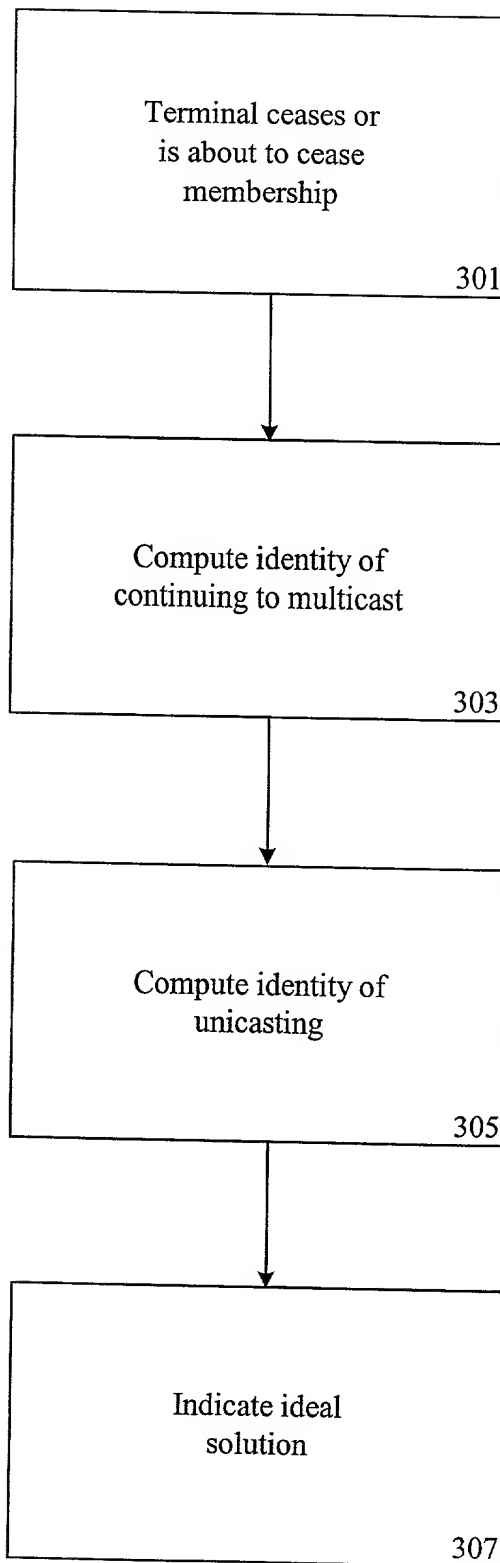 Terminal ceases or
is about to cease
membership
301
Compute identity of
continuing to multicast
303
Compute identity of
unicasting
305
Indicate ideal
solution
307